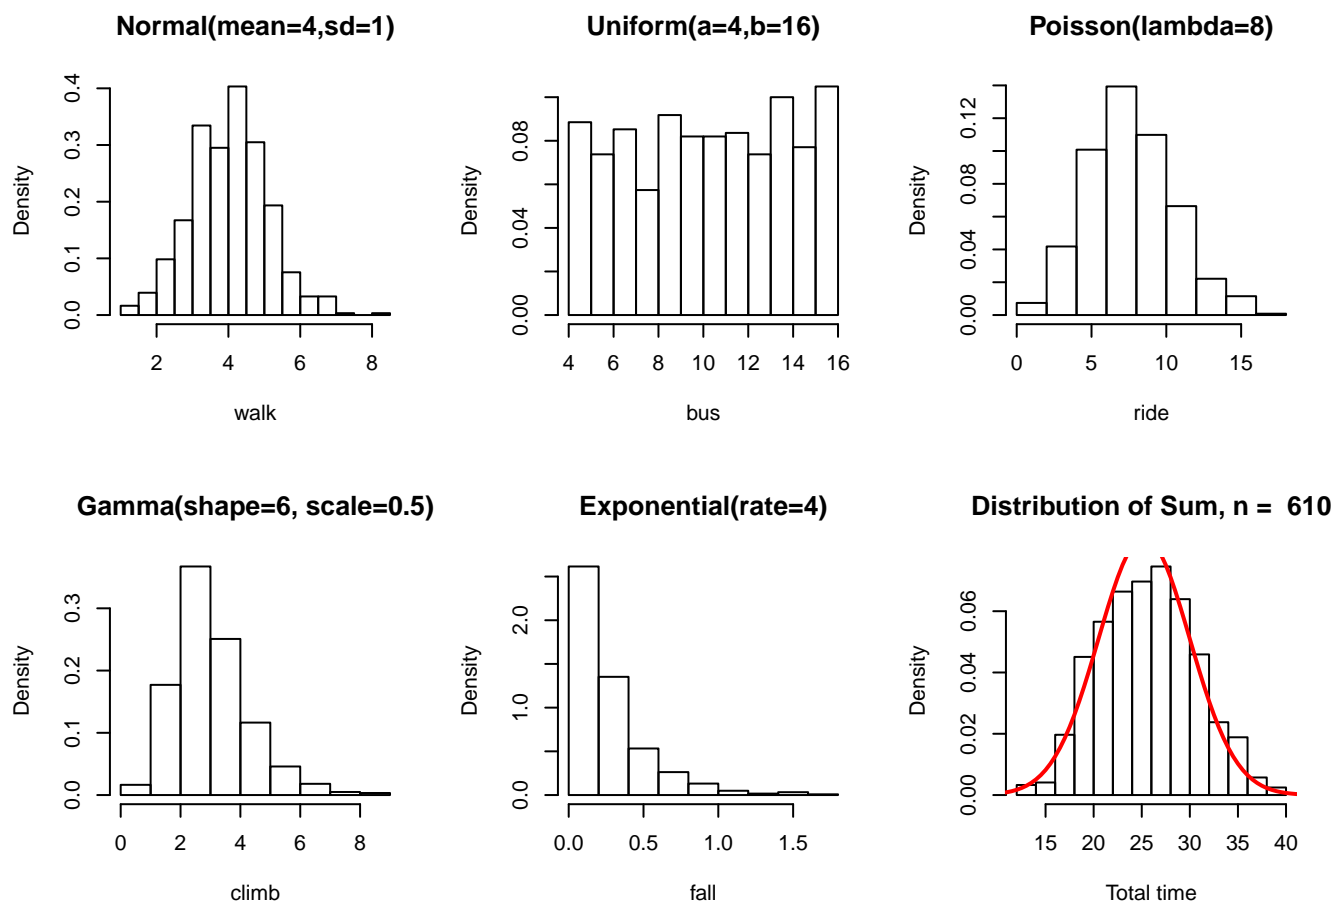 Normal(mean=4,sd=1)
Density
0.0 0.1 0.2 0.3 0.4
2 4 6 8
walk
Uniform(a=4,b=16)
Density
0.00 0.04 0.08
4 6 8 10 12 14 16
bus
Poisson(lambda=8)
Density
0.00 0.04 0.08 0.12
0 5 10 15
ride
Gamma(shape=6, scale=0.5)
Density
0.0 0.1 0.2 0.3
0 2 4 6 8
climb
Exponential(rate=4)
Density
0.0 1.0 2.0
0.0 0.5 1.0 1.5
fall
Distribution of Sum, n =  610
Density
0.00 0.02 0.04 0.06
15 20 25 30 35 40
Total time